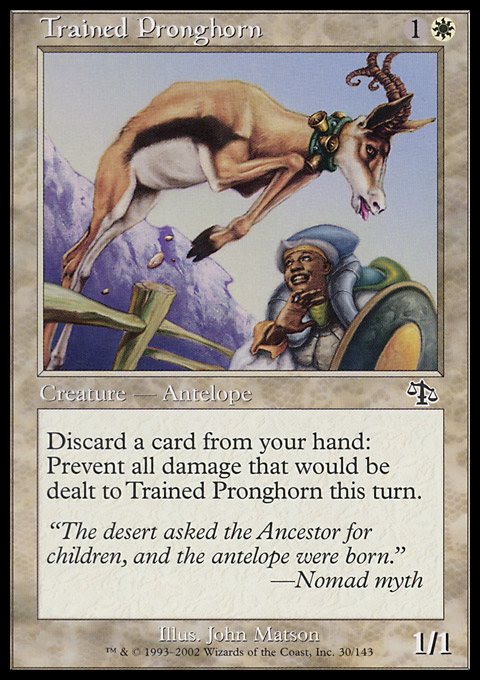 Trained Pronghorn 1
Creature — Antelope
Discard a card from your hand:
Prevent all damage that would be
dealt to Trained Pronghorn this turn.
“The desert asked the Ancestor for
children, and the antelope were born.”
—Nomad myth
Illus. John Matson
™ & © 1993–2002 Wizards of the Coast, Inc. 30/143
1/1